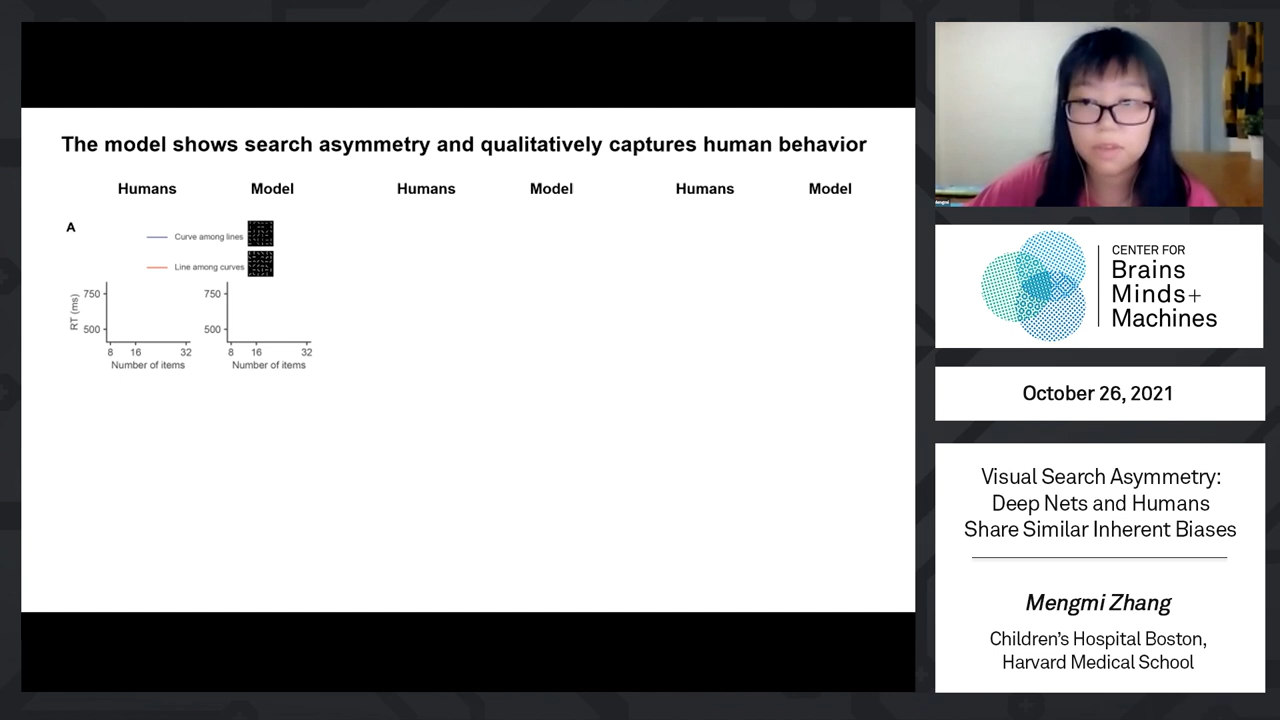 The model shows search asymmetry and qualitatively captures human behavior
Humans Model Humans Model Humans Model
A
Curve among lines
Line among curves
RT (ms)
750
500
8 16 32
Number of items
750
500
8 16 32
Number of items
Mengmi
CENTER FOR
Brains
Minds+
Machines
October 26, 2021
Visual Search Asymmetry:
Deep Nets and Humans
Share Similar Inherent Biases
Mengmi Zhang
Children's Hospital Boston,
Harvard Medical School